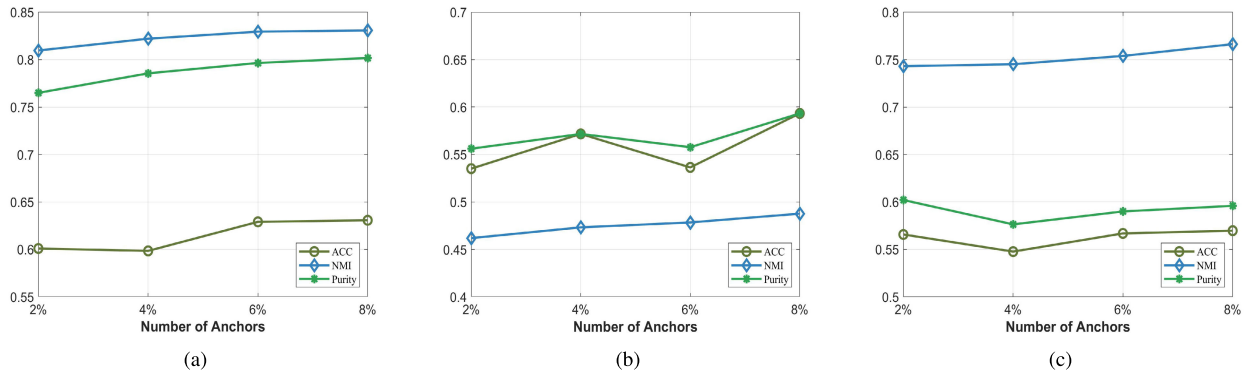 0.85
0.8
0.75
0.7
0.65
0.6
0.55
2% 4% 6% 8%
Number of Anchors
ACC
NMI
Purity
(a)
0.7
0.6
0.55
0.5
0.45
0.4
2% 4% 6% 8%
Number of Anchors
ACC
NMI
Purity
(b)
0.8
0.75
0.7
0.65
0.6
0.55
0.5
2% 4% 6% 8%
Number of Anchors
ACC
NMI
Purity
(c)